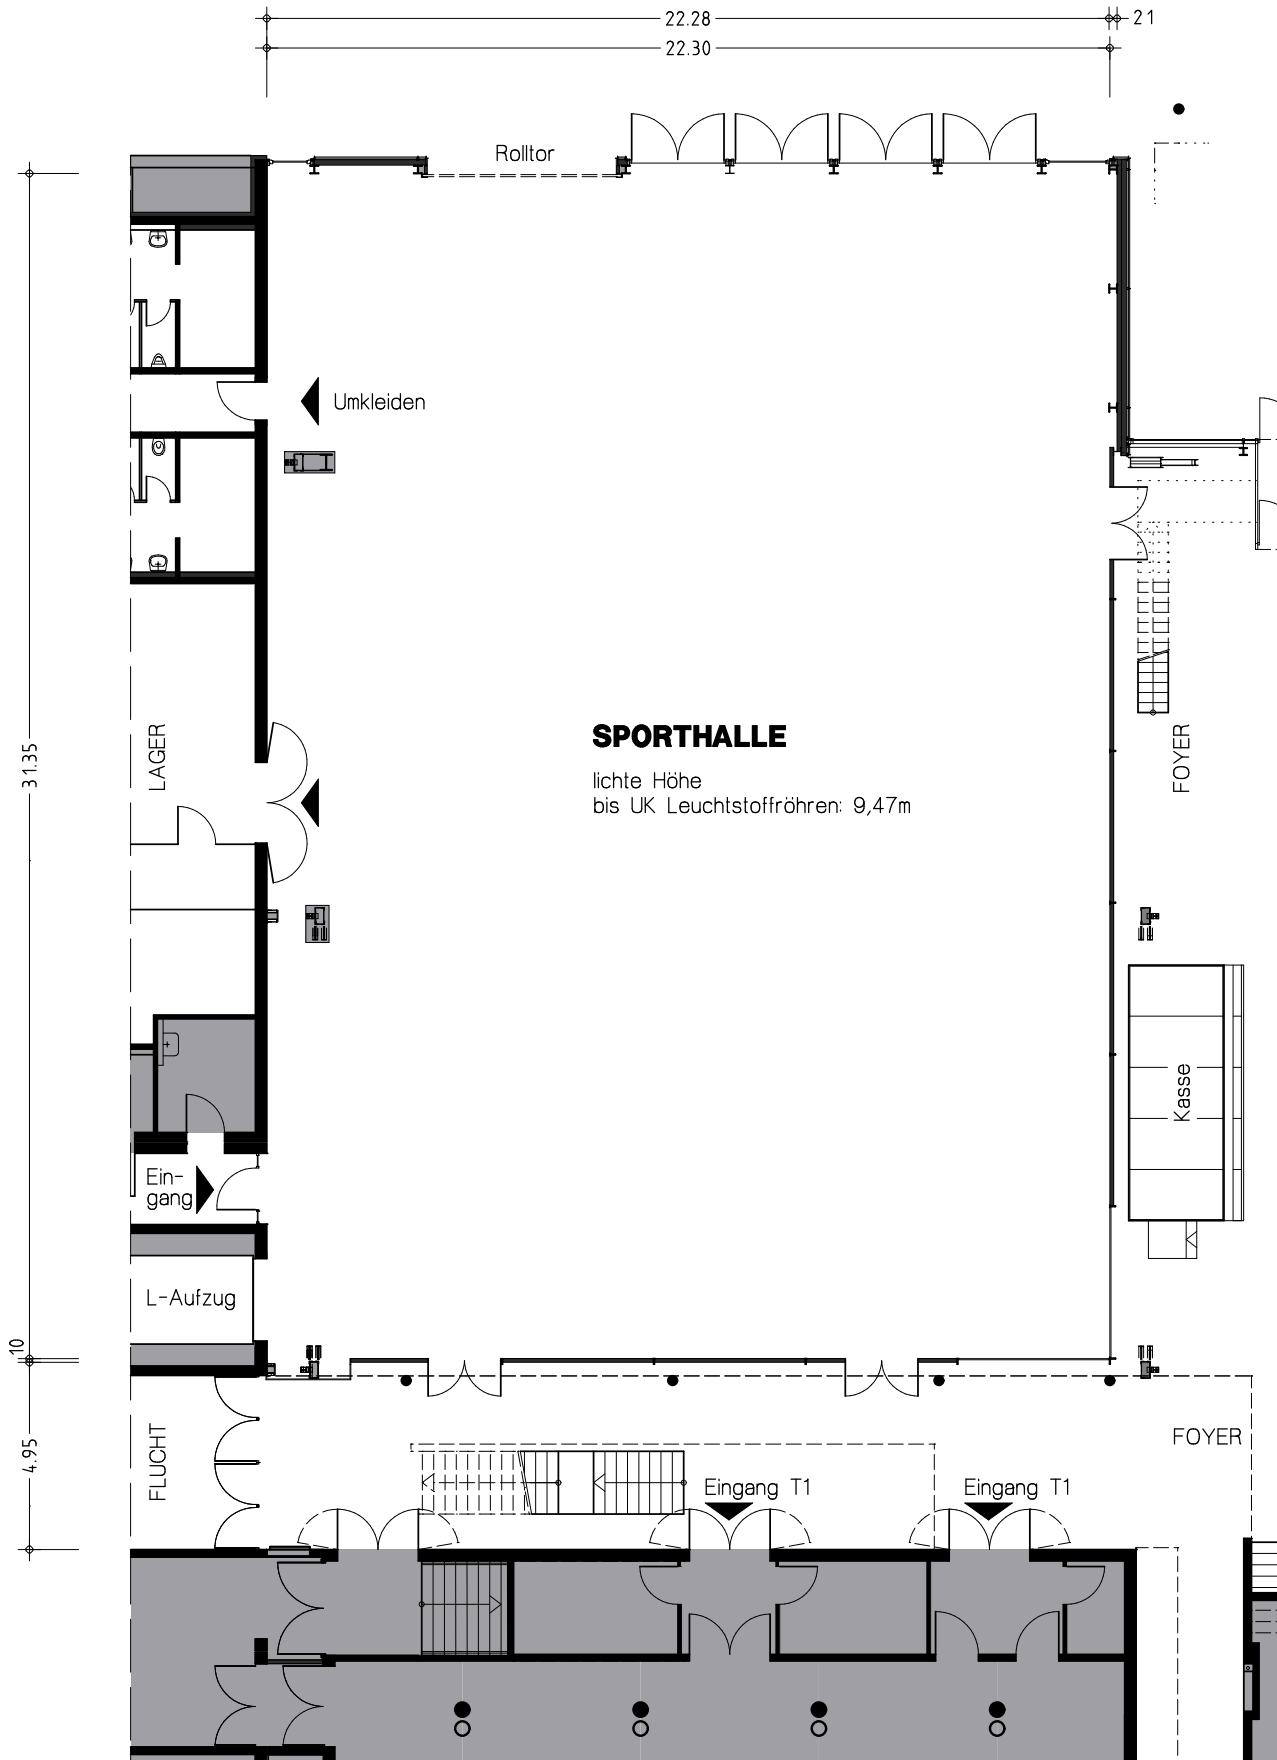 22.28
21
22.30
Rolltor
Umkleiden
31.35
LAGER
SPORTHALLE
lichte Höhe
bis UK Leuchtstoffröhren: 9,47m
FOYER
Kasse
Ein-
gang
L-Aufzug
10
4.95
FLUCHT
FOYER
Eingang T1
Eingang T1